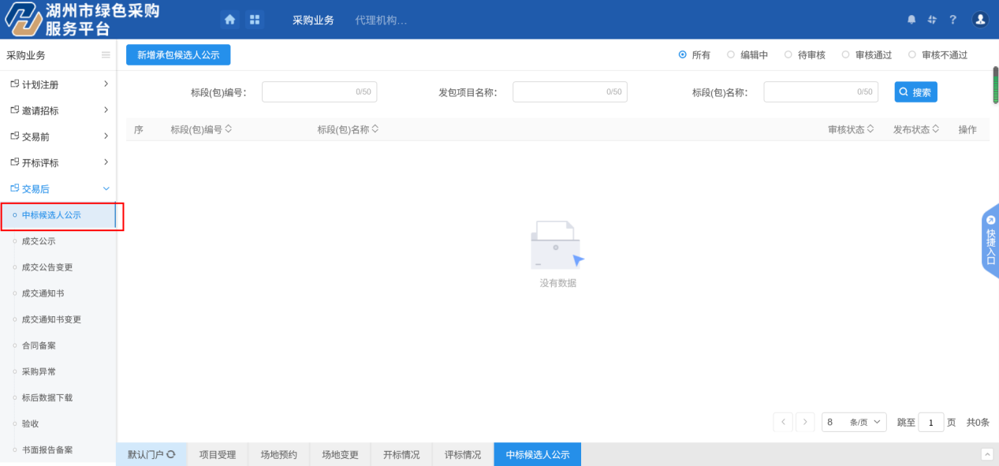 湖州市绿色采购
服务平台
采购业务 代理机构...
采购业务
新增承包候选人公示
所有 编辑中 待审核 审核通过 审核不通过
计划注册
邀请招标
交易前
开标评标
交易后
中标候选人公示
成交公示
成交公告变更
成交通知书
成交通知书变更
合同备案
采购异常
标后数据下载
验收
书面报告备案
标段(包)编号： 0/50 发包项目名称： 0/50 标段(包)名称： 0/50 搜索
序 标段(包)编号 标段(包)名称 审核状态 发布状态 操作
没有数据
快捷入口
8 条/页 跳至 1 页 共0条
默认门户 项目受理 场地预约 场地变更 开标情况 评标情况 中标候选人公示